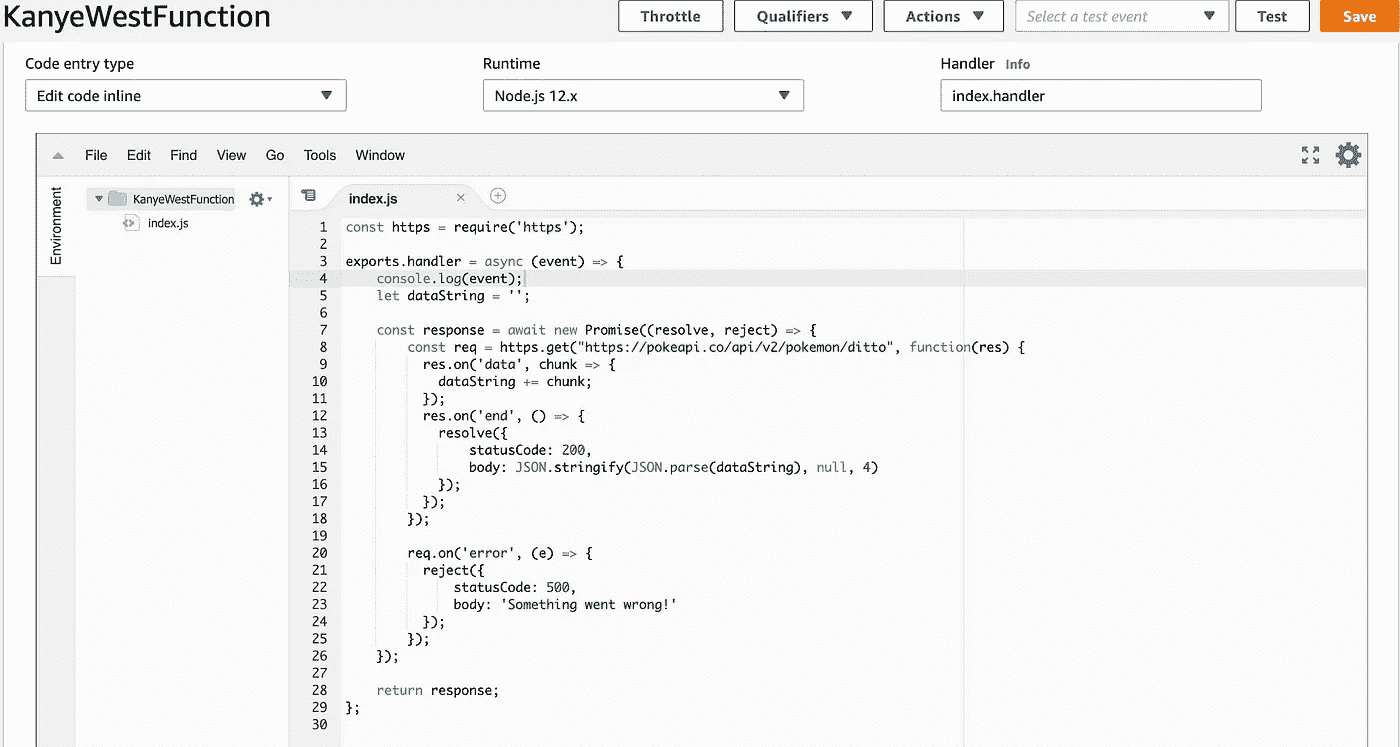 KanyeWestFunction
Throttle
Qualifiers
Actions
Select a test event
Test
Save
Code entry type
Runtime
Handler Info
Edit code inline
Node.js 12.x
index.handler
File Edit Find View Go Tools Window
Environment
KanyeWestFunction
index.js
index.js
1 const https = require('https');
2
3 exports.handler = async (event) => {
4 console.log(event);
5 let dataString = '';
6
7 const response = await new Promise((resolve, reject) => {
8 const req = https.get("https://pokeapi.co/api/v2/pokemon/ditto", function(res) {
9 res.on('data', chunk => {
10 dataString += chunk;
11 });
12 res.on('end', () => {
13 resolve({
14 statusCode: 200,
15 body: JSON.stringify(JSON.parse(dataString), null, 4)
16 });
17 });
18 });
19
20 req.on('error', (e) => {
21 reject({
22 statusCode: 500,
23 body: 'Something went wrong!'
24 });
25 });
26 });
27
28 return response;
29 };
30